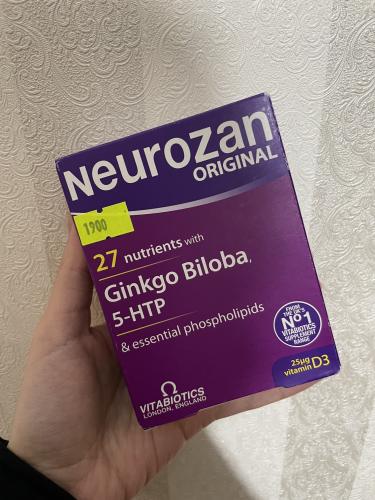 Neurozan
ORIGINAL
1900
27 nutrients with
Ginkgo Biloba,
5-HTP
& essential phospholipids
FROM
THE UK'S
Nº1
VITABIOTICS
SUPPLEMENT
RANGE
25µg
vitamin D3
VITABIOTICS
LONDON, ENGLAND